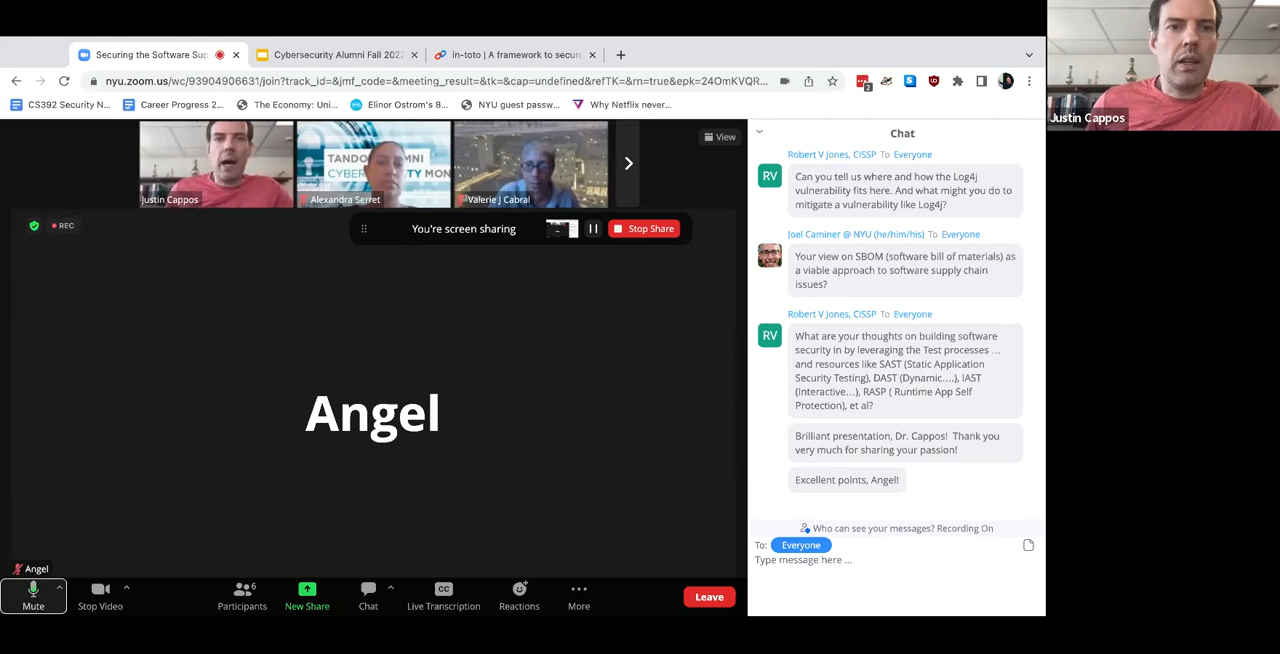 Securing the Software Sup
Cybersecurity Alumni Fall 202
in-toto | A framework to secure
nyu.zoom.us/wc/93904906631/join?track_id=&jmf_code=&meeting_result=&tk=&cap=undefined&refTK=&rn=true&epk=24OmKVQR...
2
CS392 Security N...
Career Progress 2...
The Economy: Uni...
Elinor Ostrom's 8...
NYU guest passw...
Why Netflix never...
Justin Cappos
TANDON ALUMNI
Justin Cappos
Alexandra Serret
Valerie J Cabral
View
REC
You're screen sharing
Stop Share
Angel
Angel
Mute
Stop Video
Participants
6
New Share
Chat
CC
Live Transcription
Reactions
More
Leave
Chat
Robert V Jones, CISSP To Everyone
RV
Can you tell us where and how the Log4j
vulnerability fits here. And what might you do to
mitigate a vulnerability like Log4j?
Joel Caminer @ NYU (he/him/his) To Everyone
Your view on SBOM (software bill of materials) as
a viable approach to software supply chain
issues?
Robert V Jones, CISSP To Everyone
RV
What are your thoughts on building software
security in by leveraging the Test processes ...
and resources like SAST (Static Application
Security Testing), DAST (Dynamic....), IAST
(Interactive...), RASP ( Runtime App Self
Protection), et al?
Brilliant presentation, Dr. Cappos! Thank you
very much for sharing your passion!
Excellent points, Angel!
Who can see your messages? Recording On
To: Everyone
Type message here ...